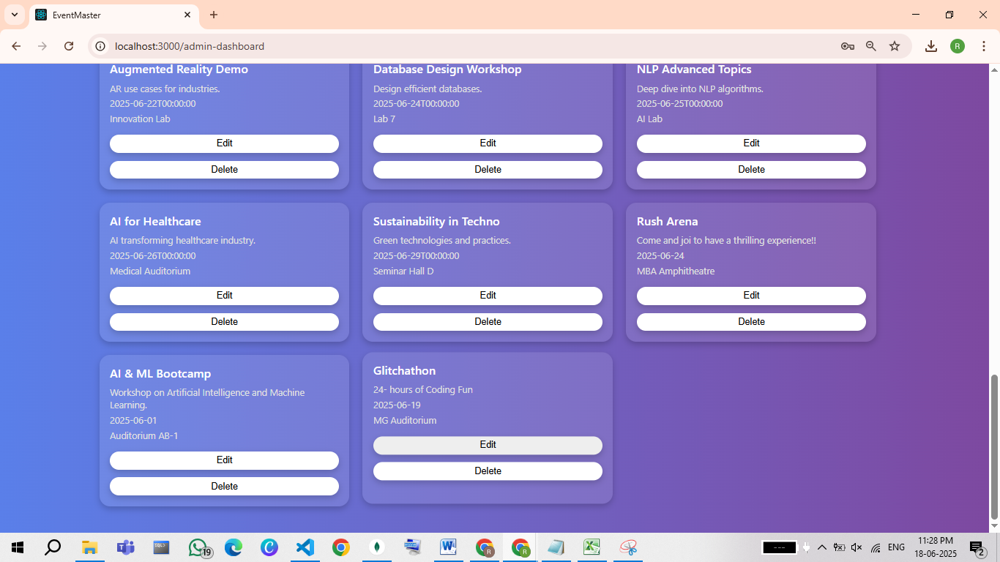 EventMaster
localhost:3000/admin-dashboard
R
Augmented Reality Demo
AR use cases for industries.
2025-06-22T00:00:00
Innovation Lab
Edit
Delete
Database Design Workshop
Design efficient databases.
2025-06-24T00:00:00
Lab 7
Edit
Delete
NLP Advanced Topics
Deep dive into NLP algorithms.
2025-06-25T00:00:00
AI Lab
Edit
Delete
AI for Healthcare
AI transforming healthcare industry.
2025-06-26T00:00:00
Medical Auditorium
Edit
Delete
Sustainability in Techno
Green technologies and practices.
2025-06-29T00:00:00
Seminar Hall D
Edit
Delete
Rush Arena
Come and joi to have a thrilling experience!!
2025-06-24
MBA Amphitheatre
Edit
Delete
AI & ML Bootcamp
Workshop on Artificial Intelligence and Machine
Learning.
2025-06-01
Auditorium AB-1
Edit
Delete
Glitchathon
24- hours of Coding Fun
2025-06-19
MG Auditorium
Edit
Delete
19
R
R
---
ENG
11:28 PM
18-06-2025
2